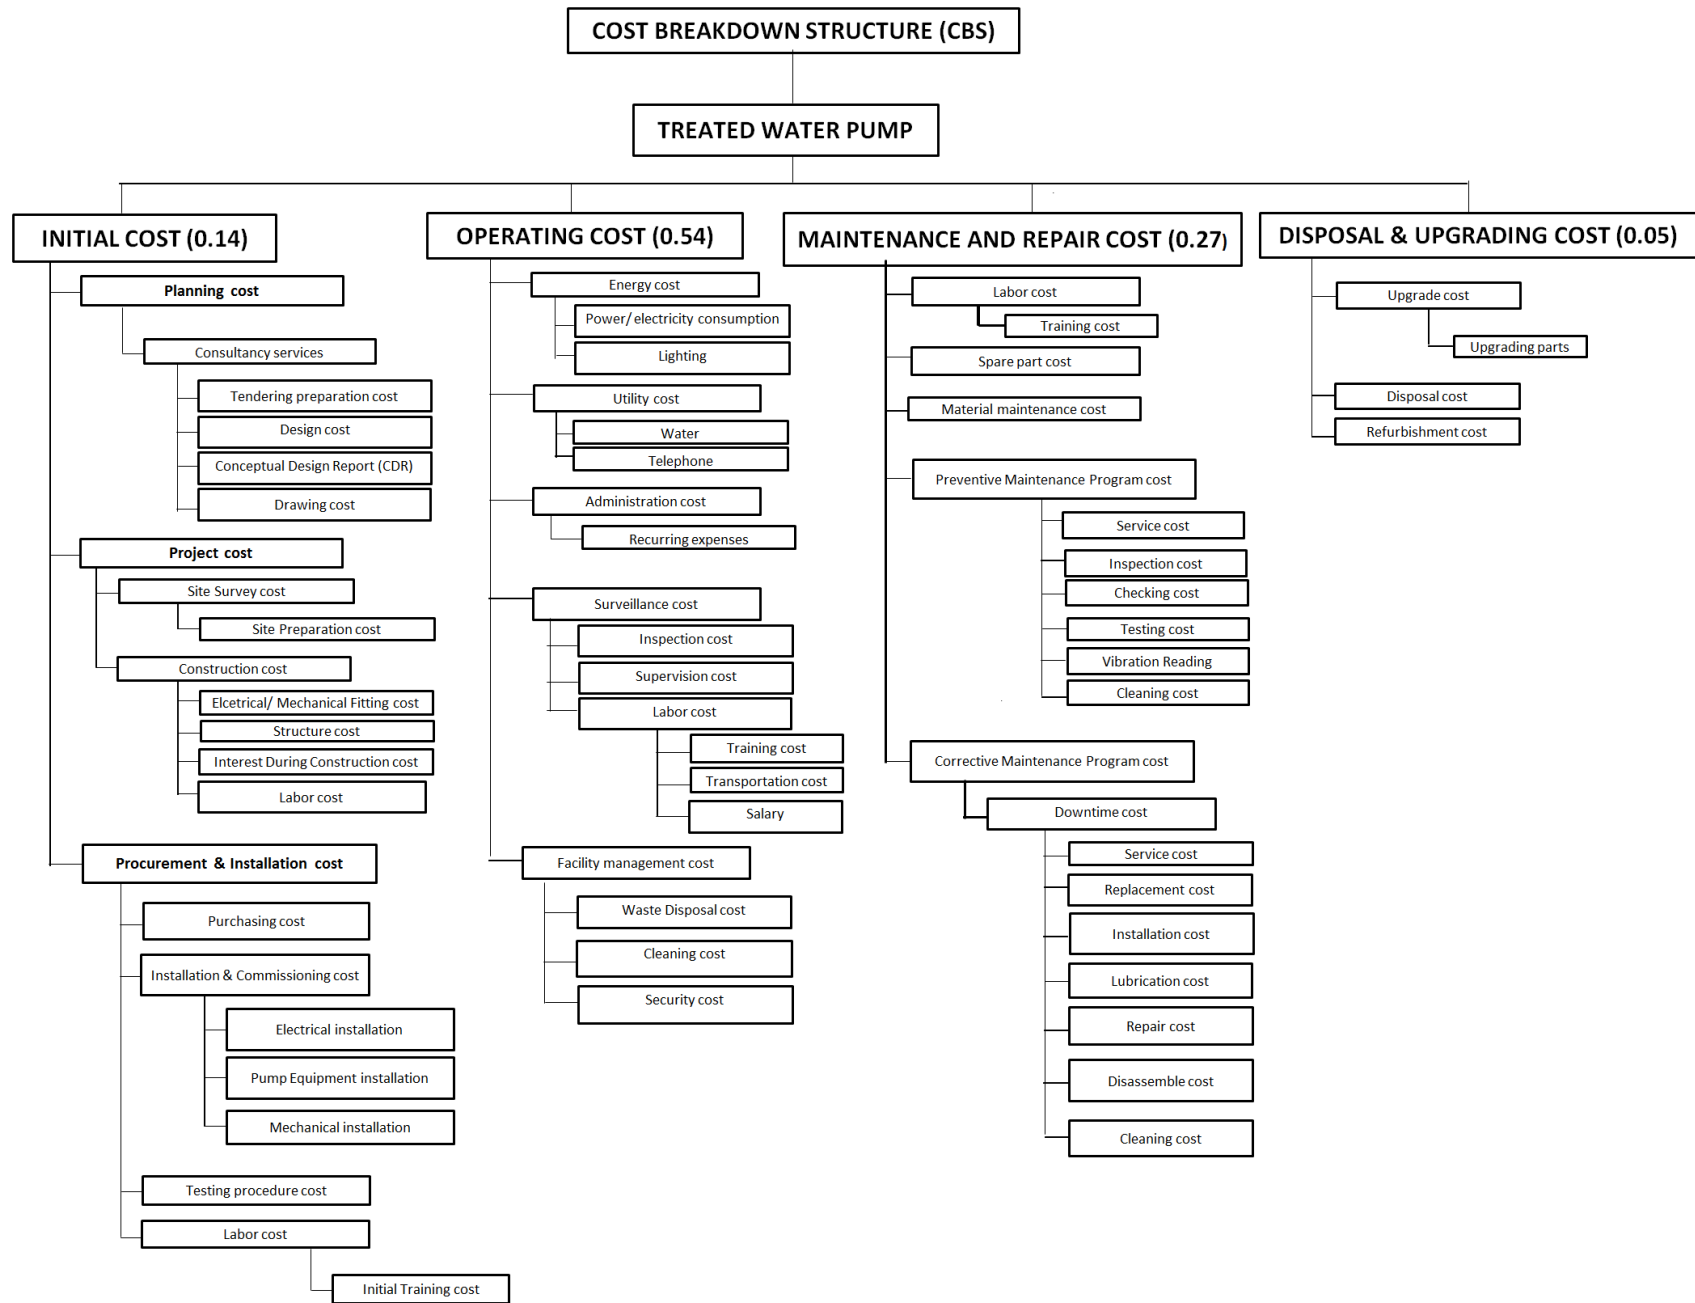 COST BREAKDOWN STRUCTURE (CBS)
TREATED WATER PUMP
INITIAL COST (0.14)
Planning cost
Consultancy services
Tendering preparation cost
Design cost
Conceptual Design Report (CDR)
Drawing cost
Project cost
Site Survey cost
Site Preparation cost
Construction cost
Elcetrical/ Mechanical Fitting cost
Structure cost
Interest During Construction cost
Labor cost
Procurement & Installation cost
Purchasing cost
Installation & Commissioning cost
Electrical installation
Pump Equipment installation
Mechanical installation
Testing procedure cost
Labor cost
Initial Training cost
OPERATING COST (0.54)
Energy cost
Power/ electricity consumption
Lighting
Utility cost
Water
Telephone
Administration cost
Recurring expenses
Surveillance cost
Inspection cost
Supervision cost
Labor cost
Training cost
Transportation cost
Salary
Facility management cost
Waste Disposal cost
Cleaning cost
Security cost
MAINTENANCE AND REPAIR COST (0.27)
Labor cost
Training cost
Spare part cost
Material maintenance cost
Preventive Maintenance Program cost
Service cost
Inspection cost
Checking cost
Testing cost
Vibration Reading
Cleaning cost
Corrective Maintenance Program cost
Downtime cost
Service cost
Replacement cost
Installation cost
Lubrication cost
Repair cost
Disassemble cost
Cleaning cost
DISPOSAL & UPGRADING COST (0.05)
Upgrade cost
Upgrading parts
Disposal cost
Refurbishment cost